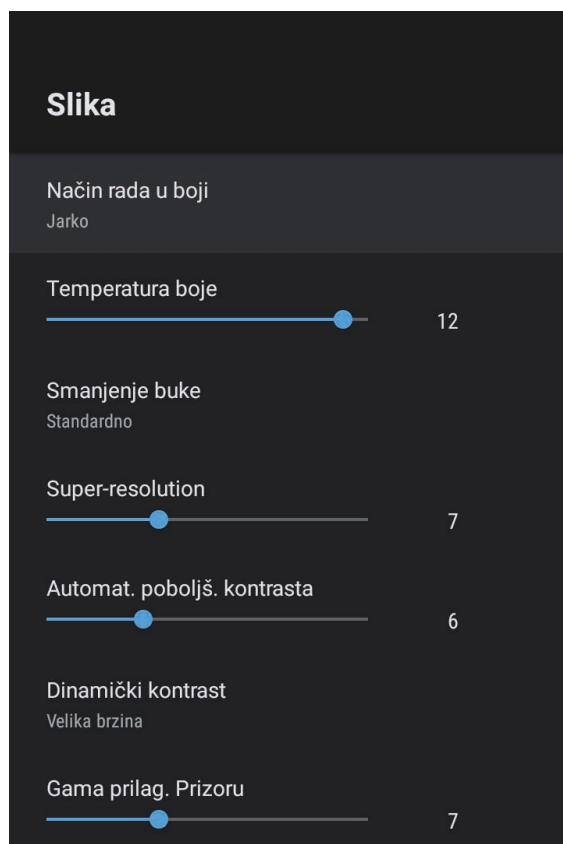 Slika
Način rada u boji
Jarko
Temperatura boje
12
Smanjenje buke
Standardno
Super-resolution
7
Automat. poboljš. kontrasta
6
Dinamički kontrast
Velika brzina
Gama prilag. Prizoru
7